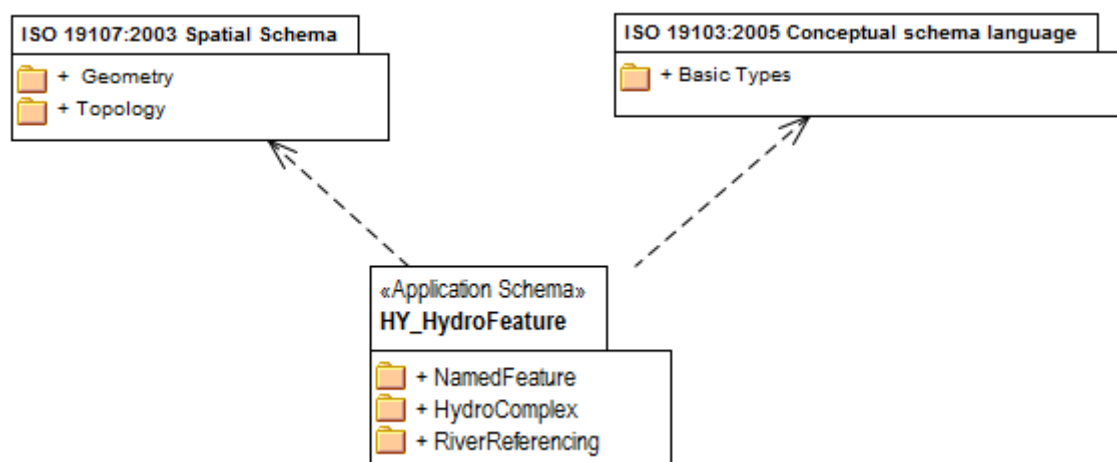 ISO 19107:2003 Spatial Schema
+ Geometry
+ Topology
ISO 19103:2005 Conceptual schema language
+ Basic Types
«Application Schema»
HY_HydroFeature
+ NamedFeature
+ HydroComplex
+ RiverReferencing